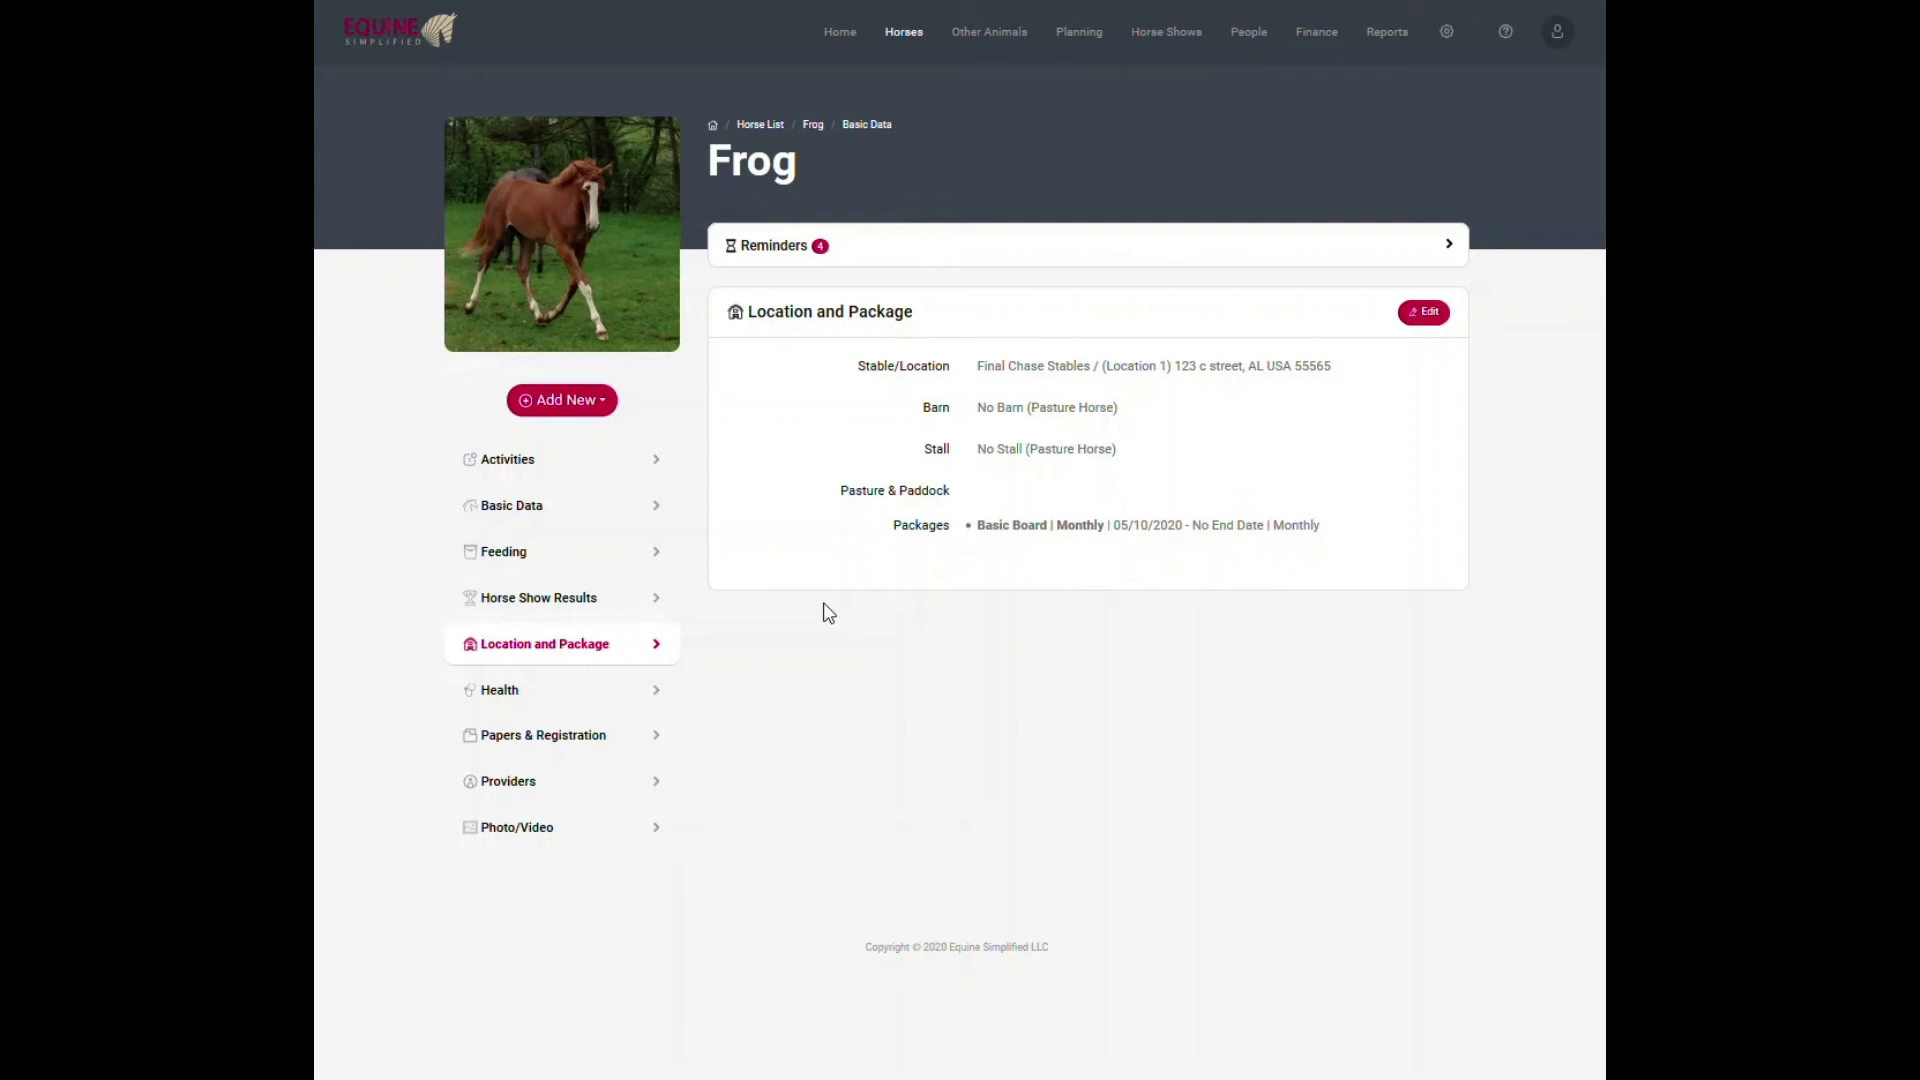 EQUINE
SIMPLIFIED
Home Horses Other Animals Planning Horse Shows People Finance Reports
Horse List / Frog / Basic Data
Frog
Reminders 4
Location and Package
Edit
Stable/Location Final Chase Stables / (Location 1) 123 c street, AL USA 55565
Barn No Barn (Pasture Horse)
Stall No Stall (Pasture Horse)
Pasture & Paddock
Packages • Basic Board | Monthly | 05/10/2020 - No End Date | Monthly
Add New
Activities
Basic Data
Feeding
Horse Show Results
Location and Package
Health
Papers & Registration
Providers
Photo/Video
Copyright © 2020 Equine Simplified LLC